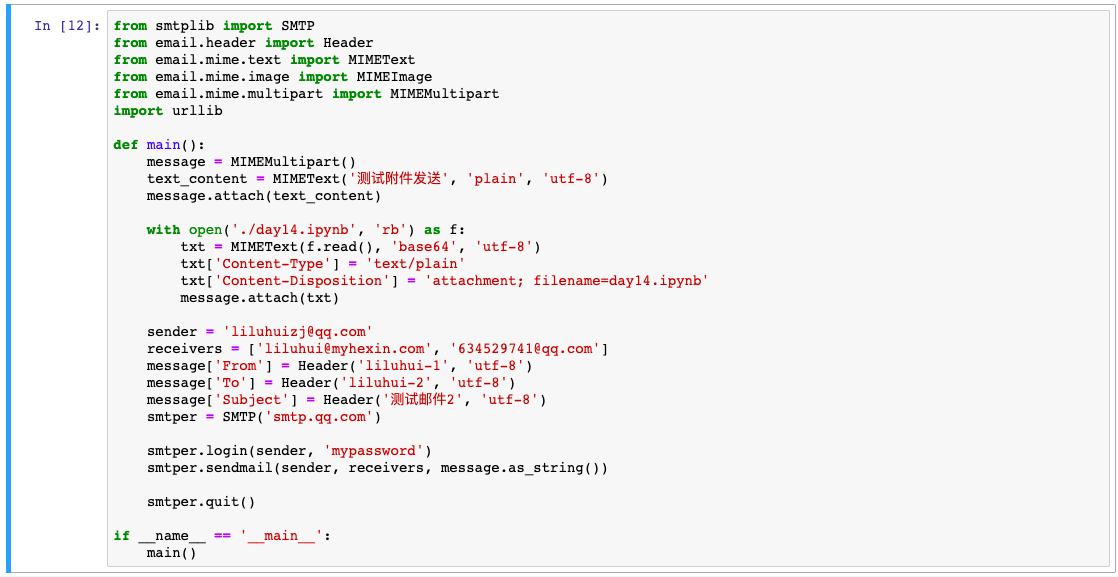 In [12]: from smtplib import SMTP
from email.header import Header
from email.mime.text import MIMEText
from email.mime.image import MIMEImage
from email.mime.multipart import MIMEMultipart
import urllib

def main():
    message = MIMEMultipart()
    text_content = MIMEText('测试附件发送', 'plain', 'utf-8')
    message.attach(text_content)

    with open('./day14.ipynb', 'rb') as f:
        txt = MIMEText(f.read(), 'base64', 'utf-8')
        txt['Content-Type'] = 'text/plain'
        txt['Content-Disposition'] = 'attachment; filename=day14.ipynb'
        message.attach(txt)

    sender = 'liluhuizj@qq.com'
    receivers = ['liluhui@myhexin.com', '634529741@qq.com']
    message['From'] = Header('liluhui-1', 'utf-8')
    message['To'] = Header('liluhui-2', 'utf-8')
    message['Subject'] = Header('测试邮件2', 'utf-8')
    smtper = SMTP('smtp.qq.com')

    smtper.login(sender, 'mypassword')
    smtper.sendmail(sender, receivers, message.as_string())

    smtper.quit()

if __name__ == '__main__':
    main()